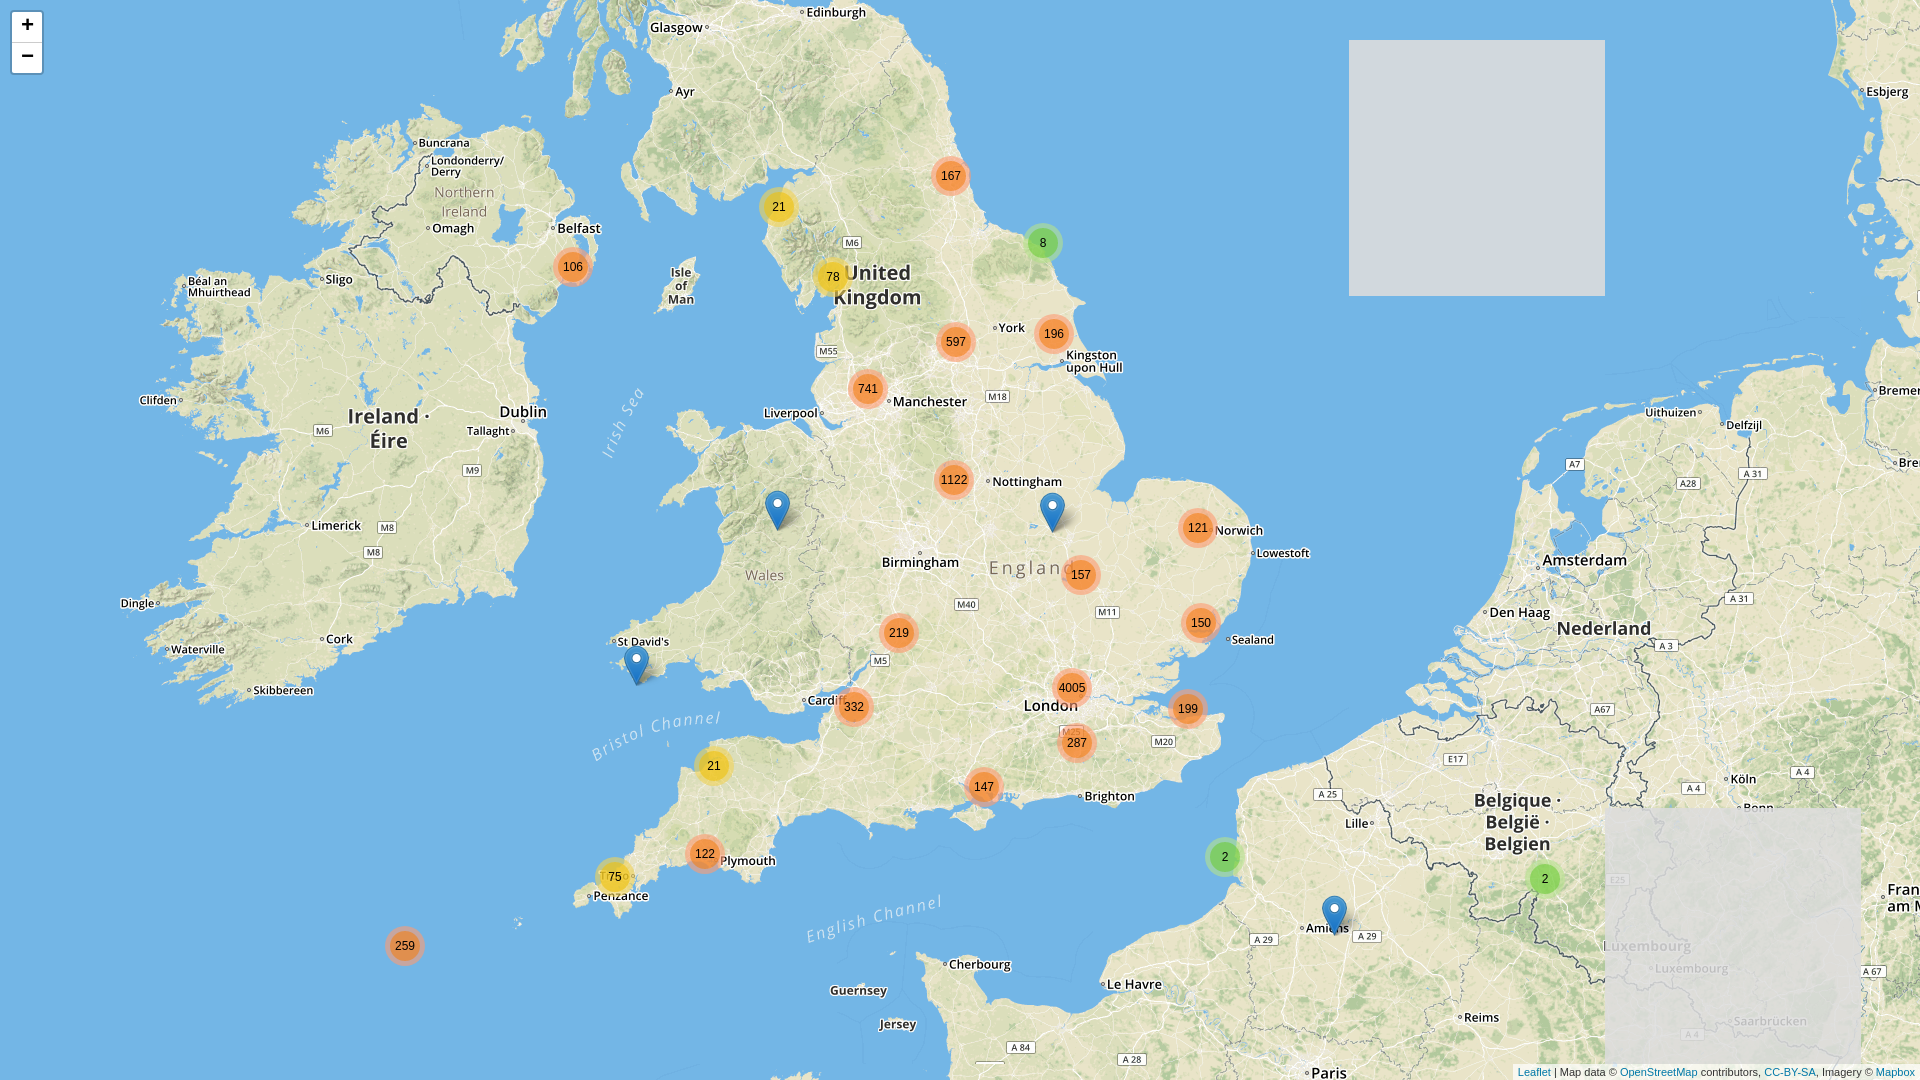 +
−
Edinburgh
Glasgow
Ayr
Esbjerg
Buncrana
Londonderry/
Derry
Northern
Ireland
Omagh
Belfast
167
21
8
M6
106
78
United
Kingdom
Isle
of
Man
Sligo
Béal an
Mhuirthead
York
196
597
M55
Kingston
upon Hull
741
Manchester
M18
Liverpool
Clifden
Ireland ·
Éire
Dublin
Tallaght
M6
M9
Irish Sea
Uithuizen
Delfzijl
A7
A 31
A28
1122
Nottingham
121
Norwich
Lowestoft
Limerick
M8
M8
Birmingham
England
157
Wales
Amsterdam
Dingle
M40
M11
A 31
Den Haag
Nederland
Cork
Waterville
219
150
Sealand
St David's
A 3
M5
Skibbereen
4005
London
Cardiff
332
199
A67
Bristol Channel
M25
287
M20
E17
21
147
Brighton
Köln
A 4
A 4
A 25
Lille
Belgique ·
België ·
Belgien
Bonn
122
Plymouth
75
Penzance
2
2
E25
259
English Channel
Amiens
A 29
A 29
Luxembourg
Luxembourg
A 67
Cherbourg
Le Havre
Guernsey
Jersey
Reims
Saarbrücken
A 4
A 84
A 28
Paris
Leaflet | Map data © OpenStreetMap contributors, CC-BY-SA, Imagery © Mapbox